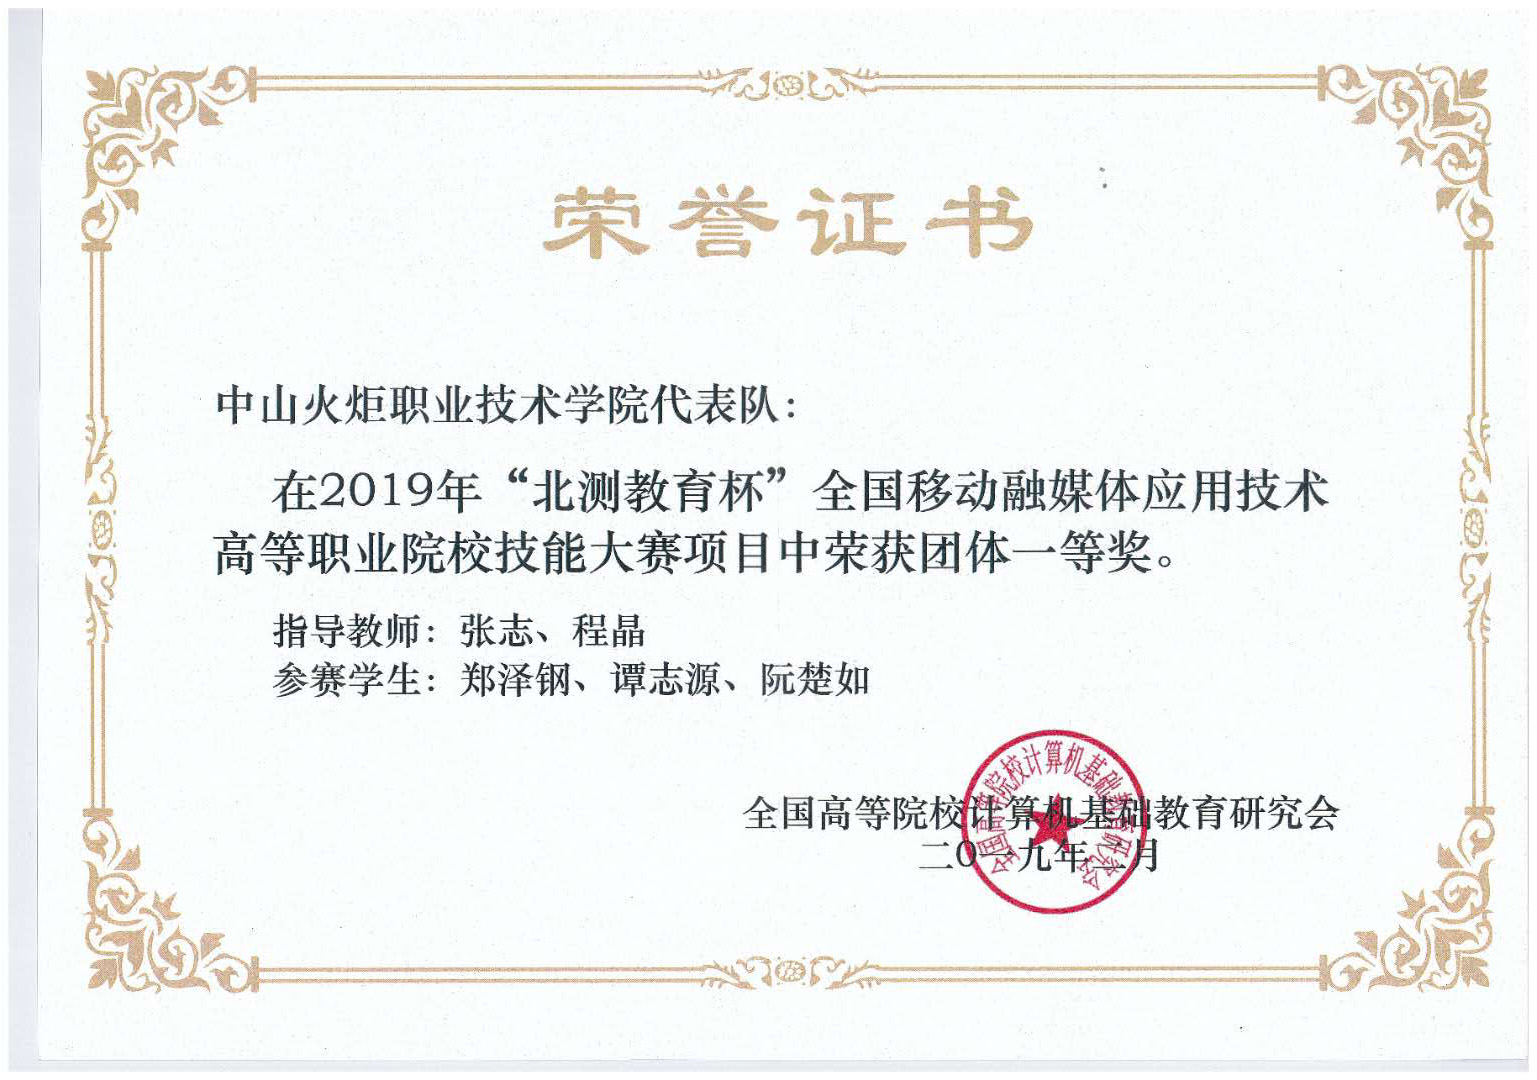 荣誉证书
中山火炬职业技术学院代表队：
在2019年“北测教育杯”全国移动融媒体应用技术
高等职业院校技能大赛项目中荣获团体一等奖。
指导教师：张志、程晶
参赛学生：郑泽钢、谭志源、阮楚如
全国高等院校计算机基础教育研究会
全国高等院校计算机基础教育研究会
二〇一九年二月